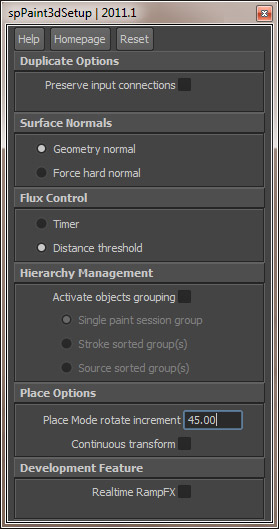 spPaint3dSetup | 2011.1
Help Homepage Reset
Duplicate Options
Preserve input connections
Surface Normals
Geometry normal
Force hard normal
Flux Control
Timer
Distance threshold
Hierarchy Management
Activate objects grouping
Single paint session group
Stroke sorted group(s)
Source sorted group(s)
Place Options
Place Mode rotate increment 45.00
Continuous transform
Development Feature
Realtime RampFX